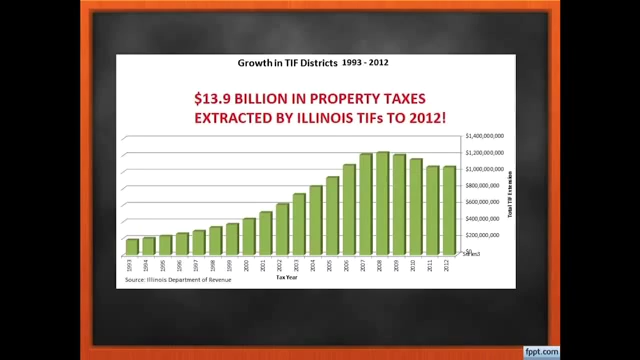 Growth in TIF Districts 1993 - 2012
$13.9 BILLION IN PROPERTY TAXES
EXTRACTED BY ILLINOIS TIFs TO 2012!
$1,400,000,000
$1,200,000,000
$1,000,000,000
$800,000,000
$600,000,000
$400,000,000
$200,000,000
$0
Series3
Total TIF Extension
1993 1994 1995 1996 1997 1998 1999 2000 2001 2002 2003 2004 2005 2006 2007 2008 2009 2010 2011 2012
Tax Year
Source: Illinois Department of Revenue
fppt.com